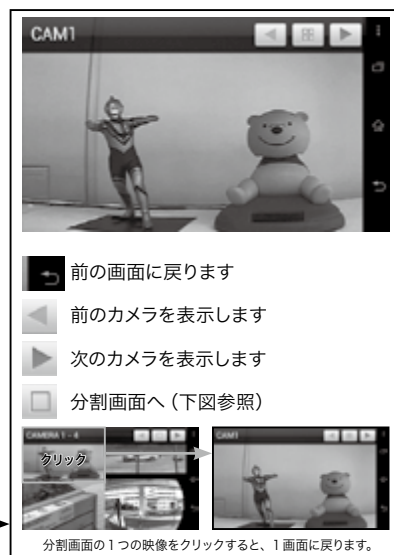 CAM1
前の画面に戻ります
前のカメラを表示します
次のカメラを表示します
分割画面へ（下図参照）
CAMERA 1 - 4
クリック
CAM1
分割画面の1つの映像をクリックすると、1画面に戻ります。